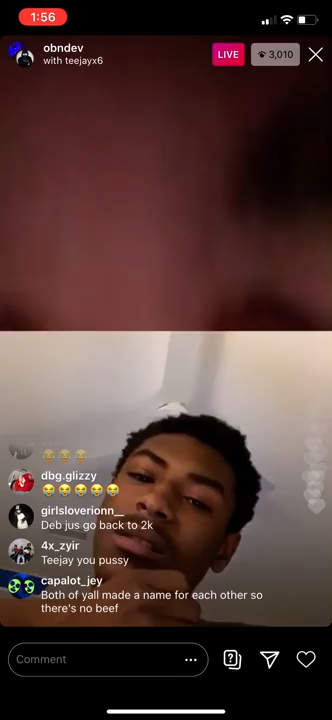 1:56
obndev
with teejayx6
LIVE
3,010
😂😂😂
dbg.glizzy
😭😭😭😭😭
girlsloverionn__
Deb jus go back to 2k
4x_zyir
Teejay you pussy
capalot_jey
Both of yall made a name for each other so
there's no beef
Comment